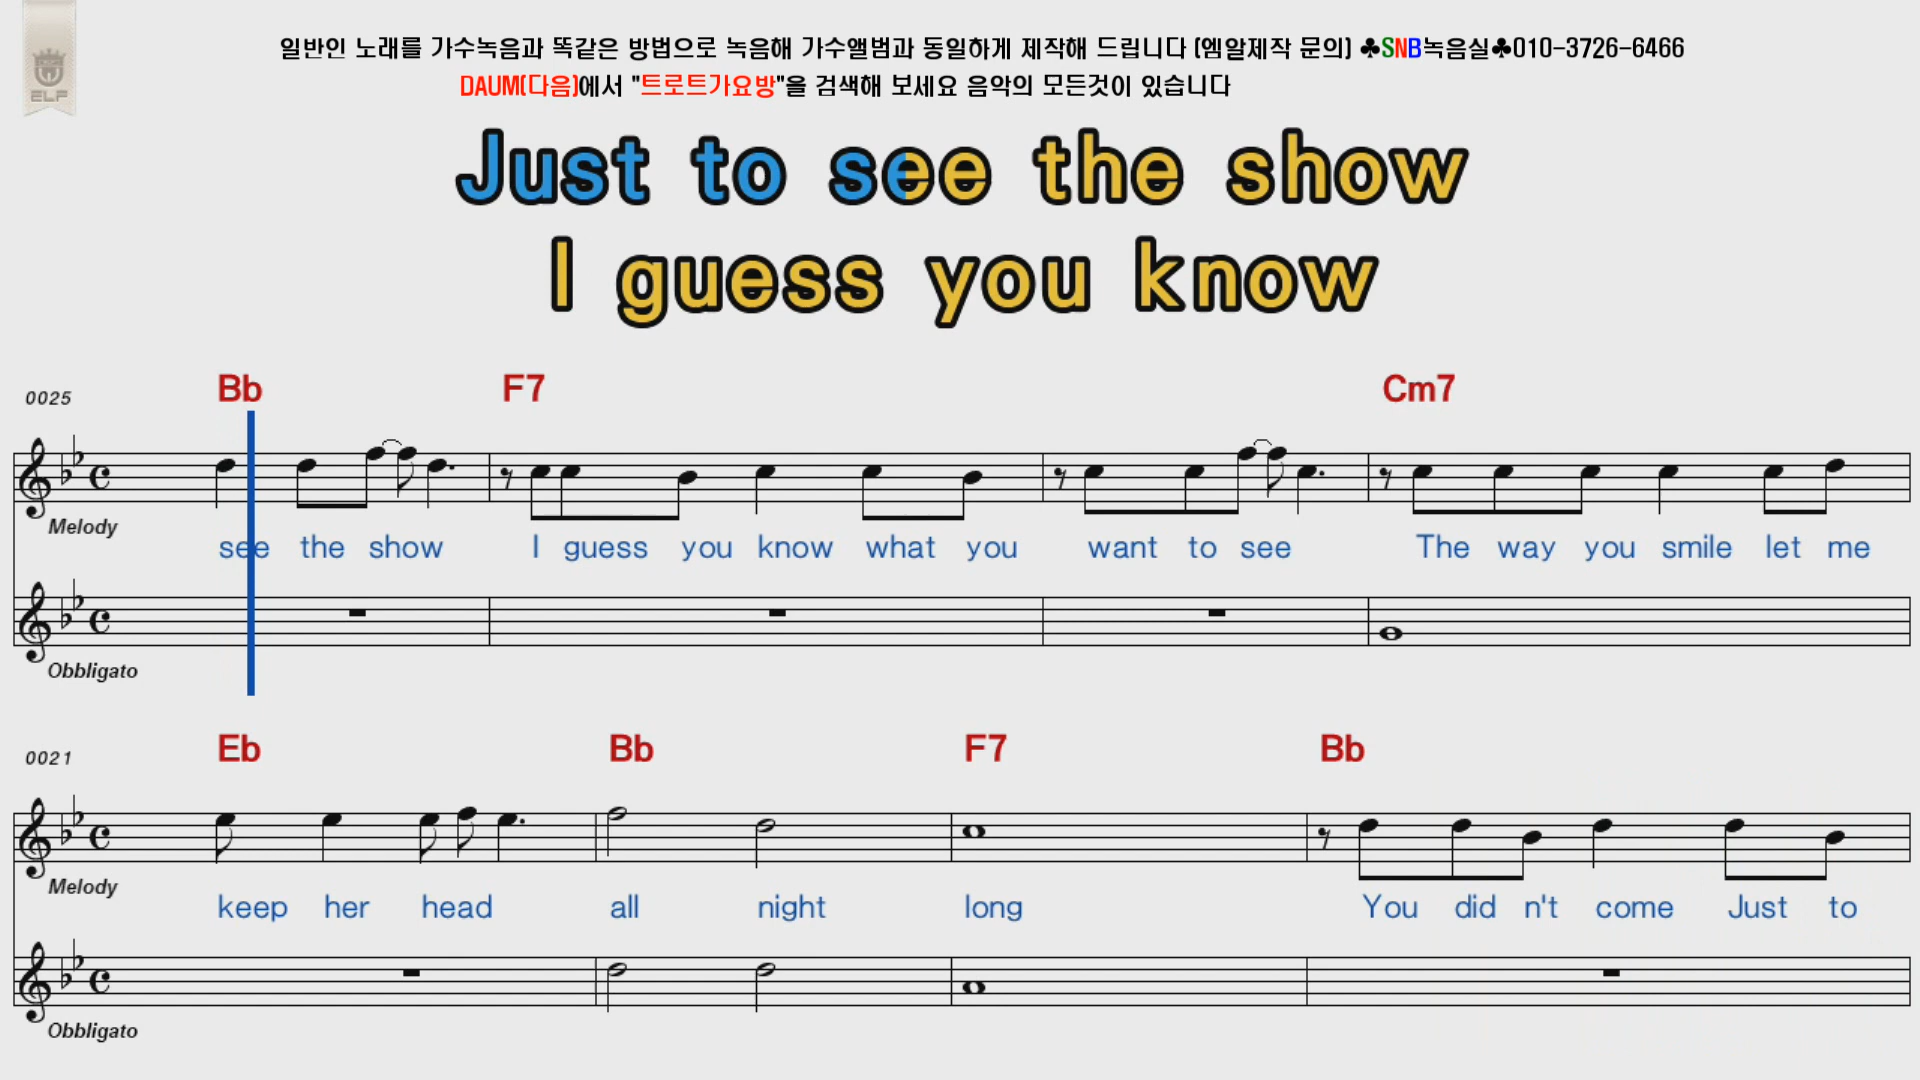 일반인 노래를 가수녹음과 똑같은 방법으로 녹음해 가수앨범과 동일하게 제작해 드립니다 (엠알제작 문의) ♣SNB녹음실♣010-3726-6466
ELF
DAUM(다음)에서 "트로트가요방"을 검색해 보세요 음악의 모든것이 있습니다
Just to see the show
I guess you know
0025 Bb F7 Cm7
Melody
see the show I guess you know what you want to see The way you smile let me
Obbligato
0021 Eb Bb F7 Bb
Melody
keep her head all night long You did n't come Just to
Obbligato